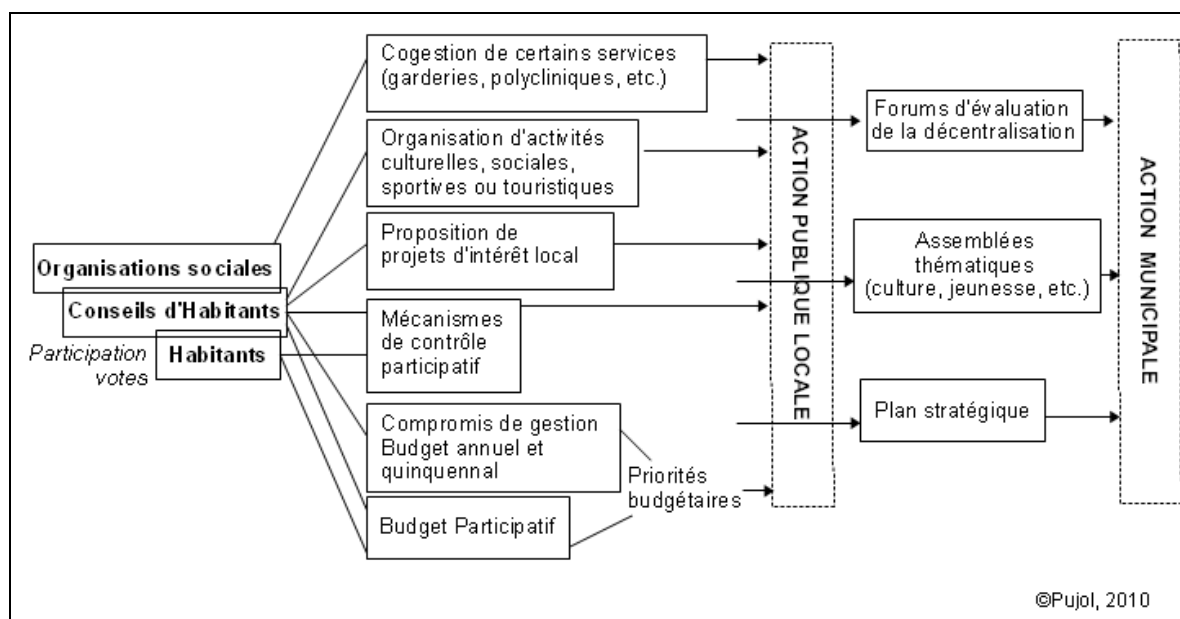 Organisations sociales
Conseils d'Habitants
Participation
votes
Habitants
Cogestion de certains services
(garderies, polycliniques, etc.)
Organisation d'activités
culturelles, sociales,
sportives ou touristiques
Proposition de
projets d'intérêt local
Mécanismes
de contrôle
participatif
Compromis de gestion
Budget annuel et
quinquennal
Budget Participatif
Priorités
budgétaires
ACTION PUBLIQUE LOCALE
Forums d'évaluation
de la décentralisation
Assemblées
thématiques
(culture, jeunesse, etc.)
Plan stratégique
ACTION MUNICIPALE
©Pujol, 2010